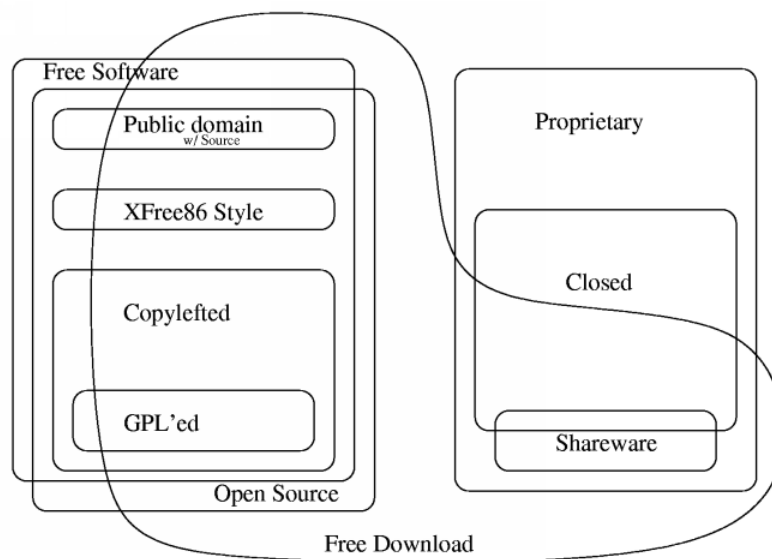 Free Software
Public domain
w/ Source
XFree86 Style
Copylefted
GPL'ed
Open Source
Proprietary
Closed
Shareware
Free Download